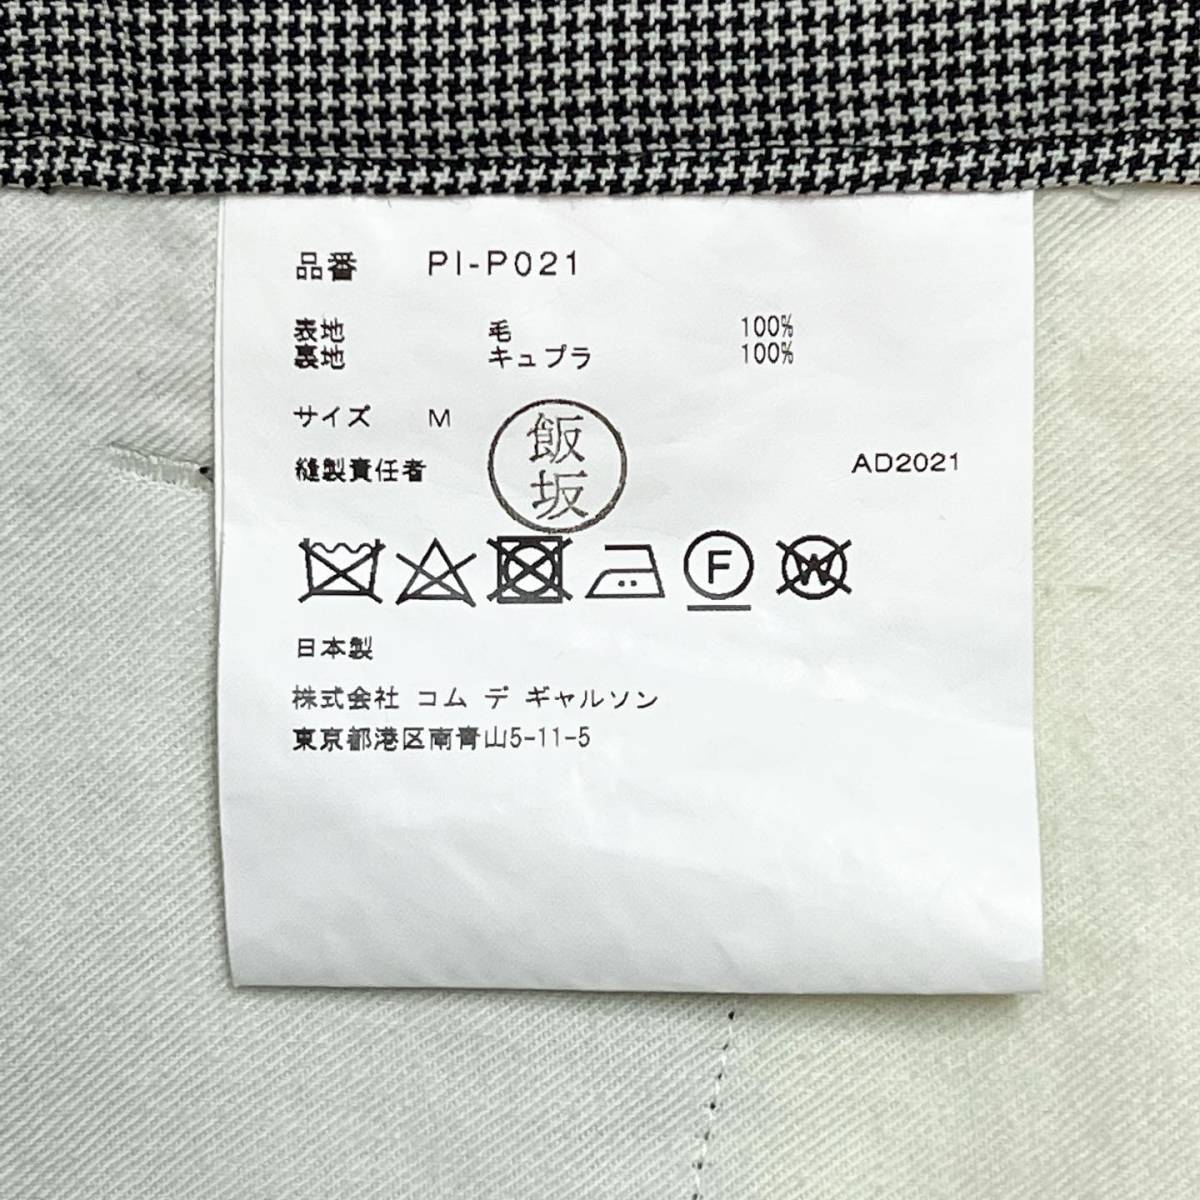 品番 PI-P021
表地 毛 100%
裏地 キュプラ 100%
サイズ M
飯坂
縫製責任者 AD2021
F W
日本製
株式会社 コム デ ギャルソン
東京都港区南青山5-11-5